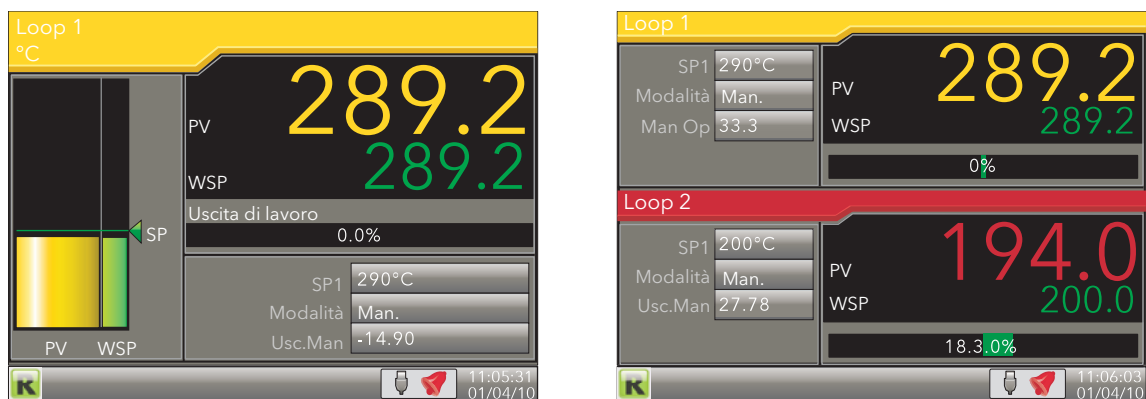 Loop 1
°C
PV 289.2
WSP 289.2
SP
Uscita di lavoro
0.0%
SP1 290°C
Modalità Man.
Usc.Man -14.90
PV WSP
11:05:31
01/04/10
Loop 1
SP1 290°C
Modalità Man.
Man Op 33.3
PV 289.2
WSP 289.2
0%
Loop 2
SP1 200°C
Modalità Man.
Usc.Man 27.78
PV 194.0
WSP 200.0
18.3.0%
11:06:03
01/04/10